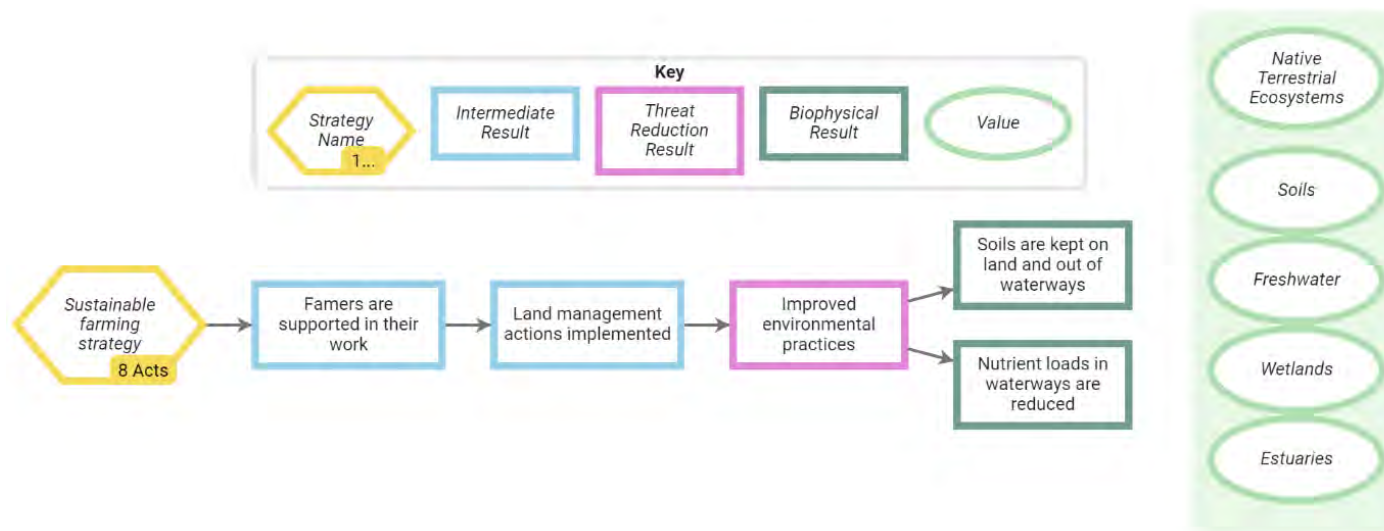 Key
Strategy
Name
1...
Intermediate
Result
Threat
Reduction
Result
Biophysical
Result
Value
Sustainable
farming
strategy
8 Acts
Famers are
supported in their
work
Land management
actions implemented
Improved
environmental
practices
Soils are kept on
land and out of
waterways
Nutrient loads in
waterways are
reduced
Native
Terrestrial
Ecosystems
Soils
Freshwater
Wetlands
Estuaries